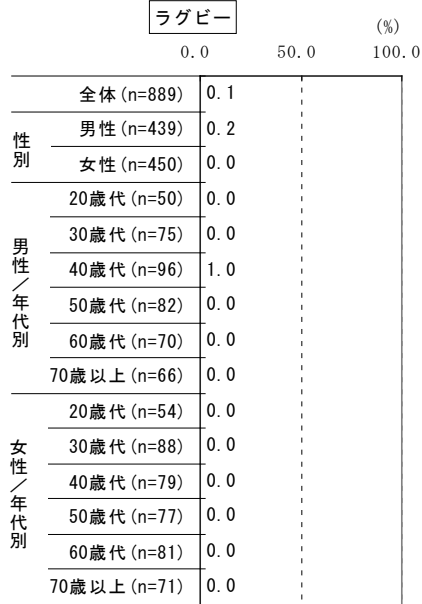 ラグビー
(%)
0.0 50.0 100.0
全体(n=889) 0.1
性別
男性(n=439) 0.2
女性(n=450) 0.0
男性/年代別
20歳代(n=50) 0.0
30歳代(n=75) 0.0
40歳代(n=96) 1.0
50歳代(n=82) 0.0
60歳代(n=70) 0.0
70歳以上(n=66) 0.0
女性/年代別
20歳代(n=54) 0.0
30歳代(n=88) 0.0
40歳代(n=79) 0.0
50歳代(n=77) 0.0
60歳代(n=81) 0.0
70歳以上(n=71) 0.0